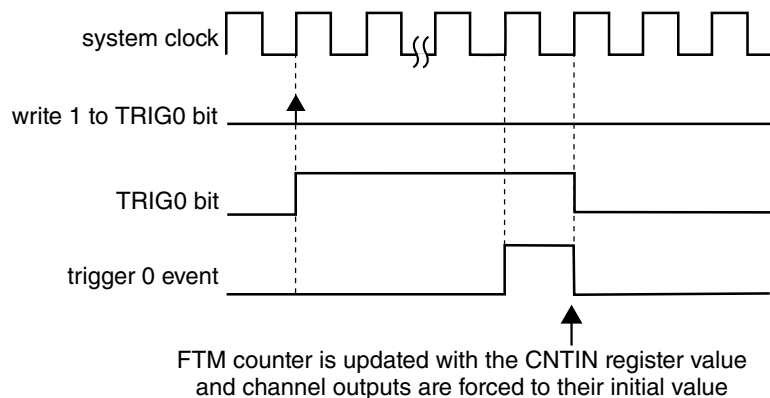 system clock
write 1 to TRIG0 bit
TRIG0 bit
trigger 0 event
FTM counter is updated with the CNTIN register value
and channel outputs are forced to their initial value